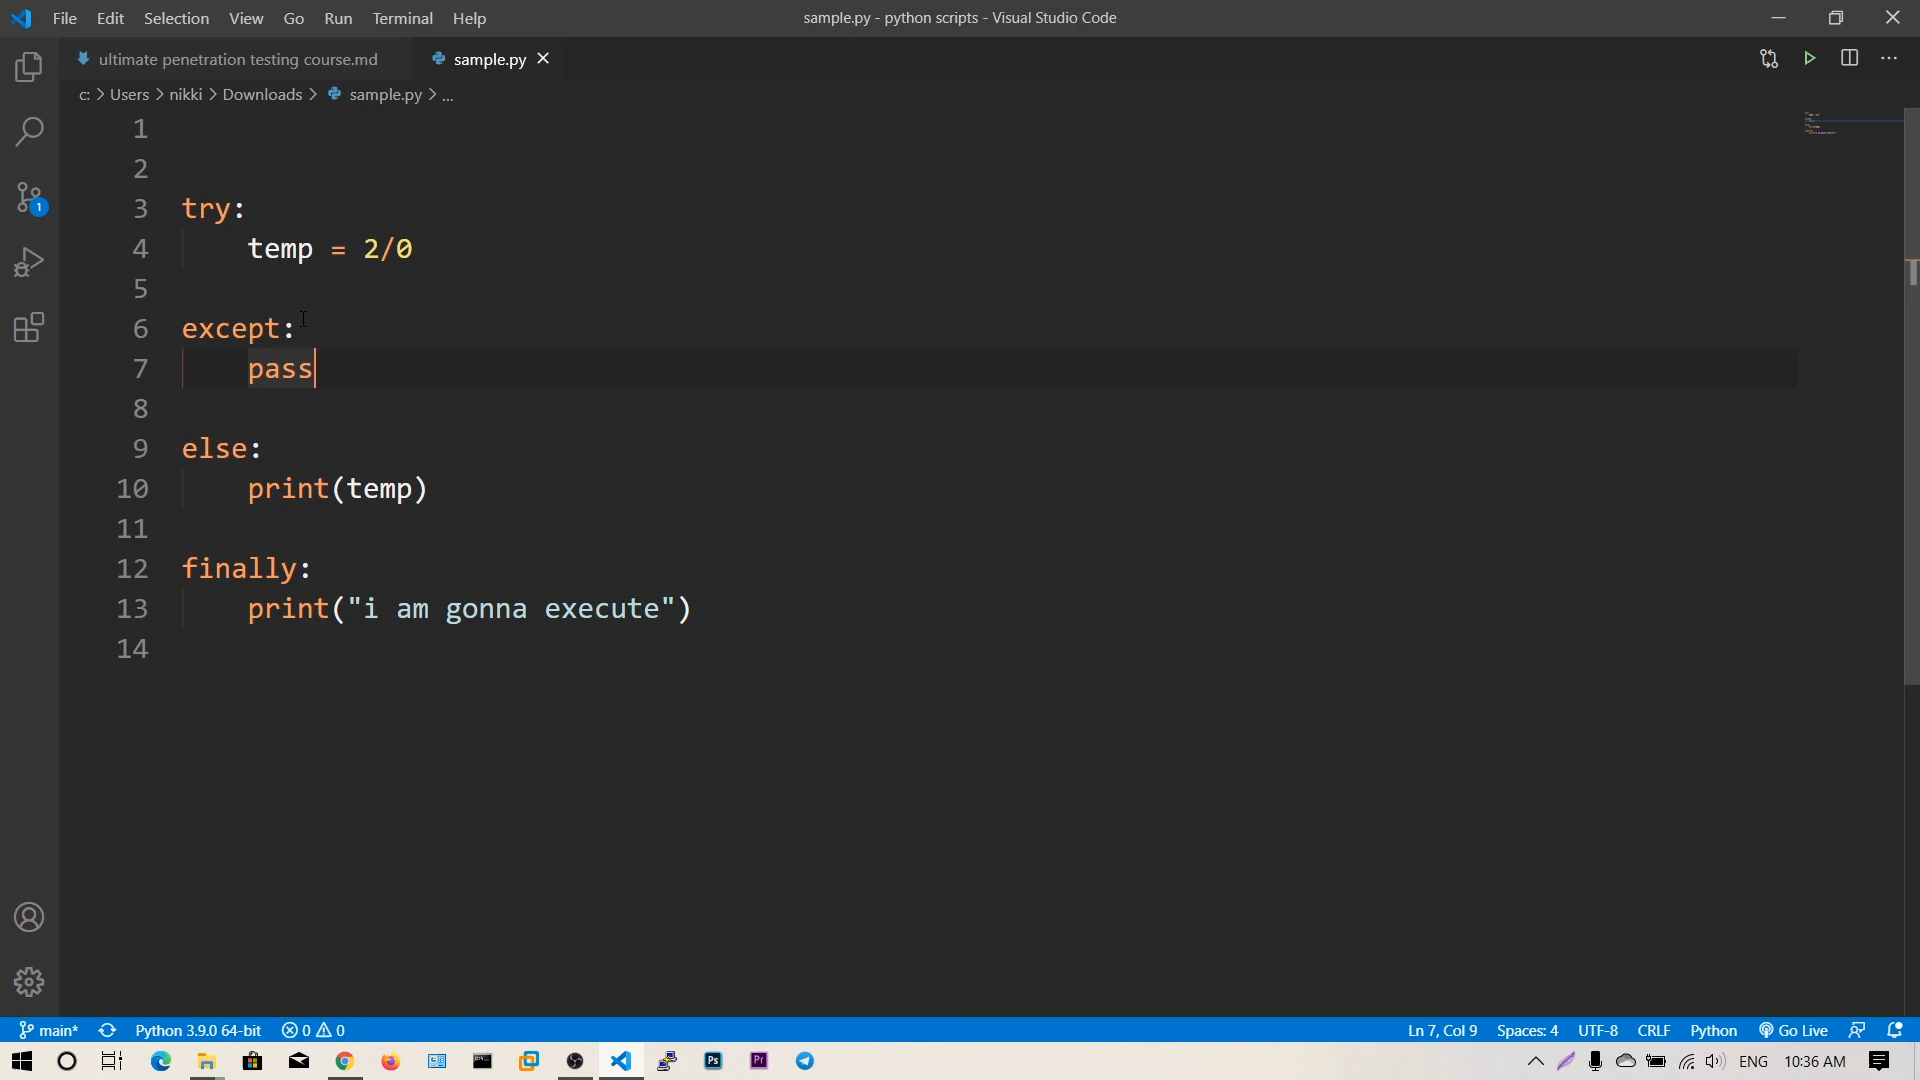 File Edit Selection View Go Run Terminal Help
sample.py - python scripts - Visual Studio Code
ultimate penetration testing course.md
sample.py
c: > Users > nikki > Downloads > sample.py > ...
1
2
3 try:
4 temp = 2/0
5
6 except:
7 pass
8
9 else:
10 print(temp)
11
12 finally:
13 print("i am gonna execute")
14
1
main* Python 3.9.0 64-bit 0 0
Ln 7, Col 9 Spaces: 4 UTF-8 CRLF Python Go Live
Ps Pr
ENG 10:36 AM